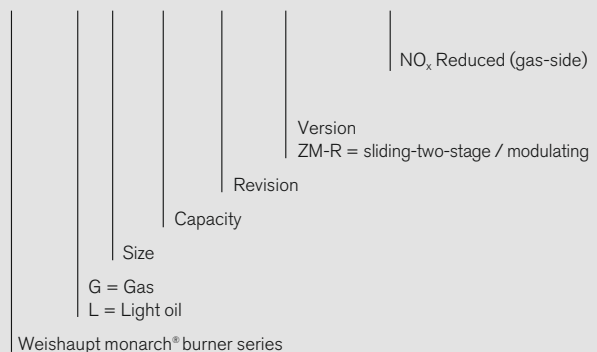 NOx Reduced (gas-side)
Version
ZM-R = sliding-two-stage / modulating
Revision
Capacity
Size
G = Gas
L = Light oil
Weishaupt monarch® burner series